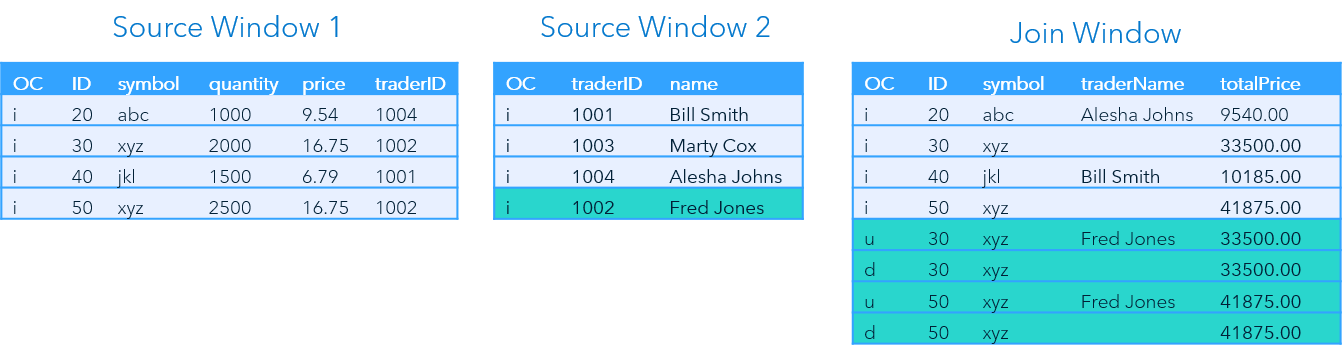 Source Window 1
OC ID symbol quantity price traderID
i 20 abc 1000 9.54 1004
i 30 xyz 2000 16.75 1002
i 40 jkl 1500 6.79 1001
i 50 xyz 2500 16.75 1002
Source Window 2
OC traderID name
i 1001 Bill Smith
i 1003 Marty Cox
i 1004 Alesha Johns
i 1002 Fred Jones
Join Window
OC ID symbol traderName totalPrice
i 20 abc Alesha Johns 9540.00
i 30 xyz 33500.00
i 40 jkl Bill Smith 10185.00
i 50 xyz 41875.00
u 30 xyz Fred Jones 33500.00
d 30 xyz 33500.00
u 50 xyz Fred Jones 41875.00
d 50 xyz 41875.00